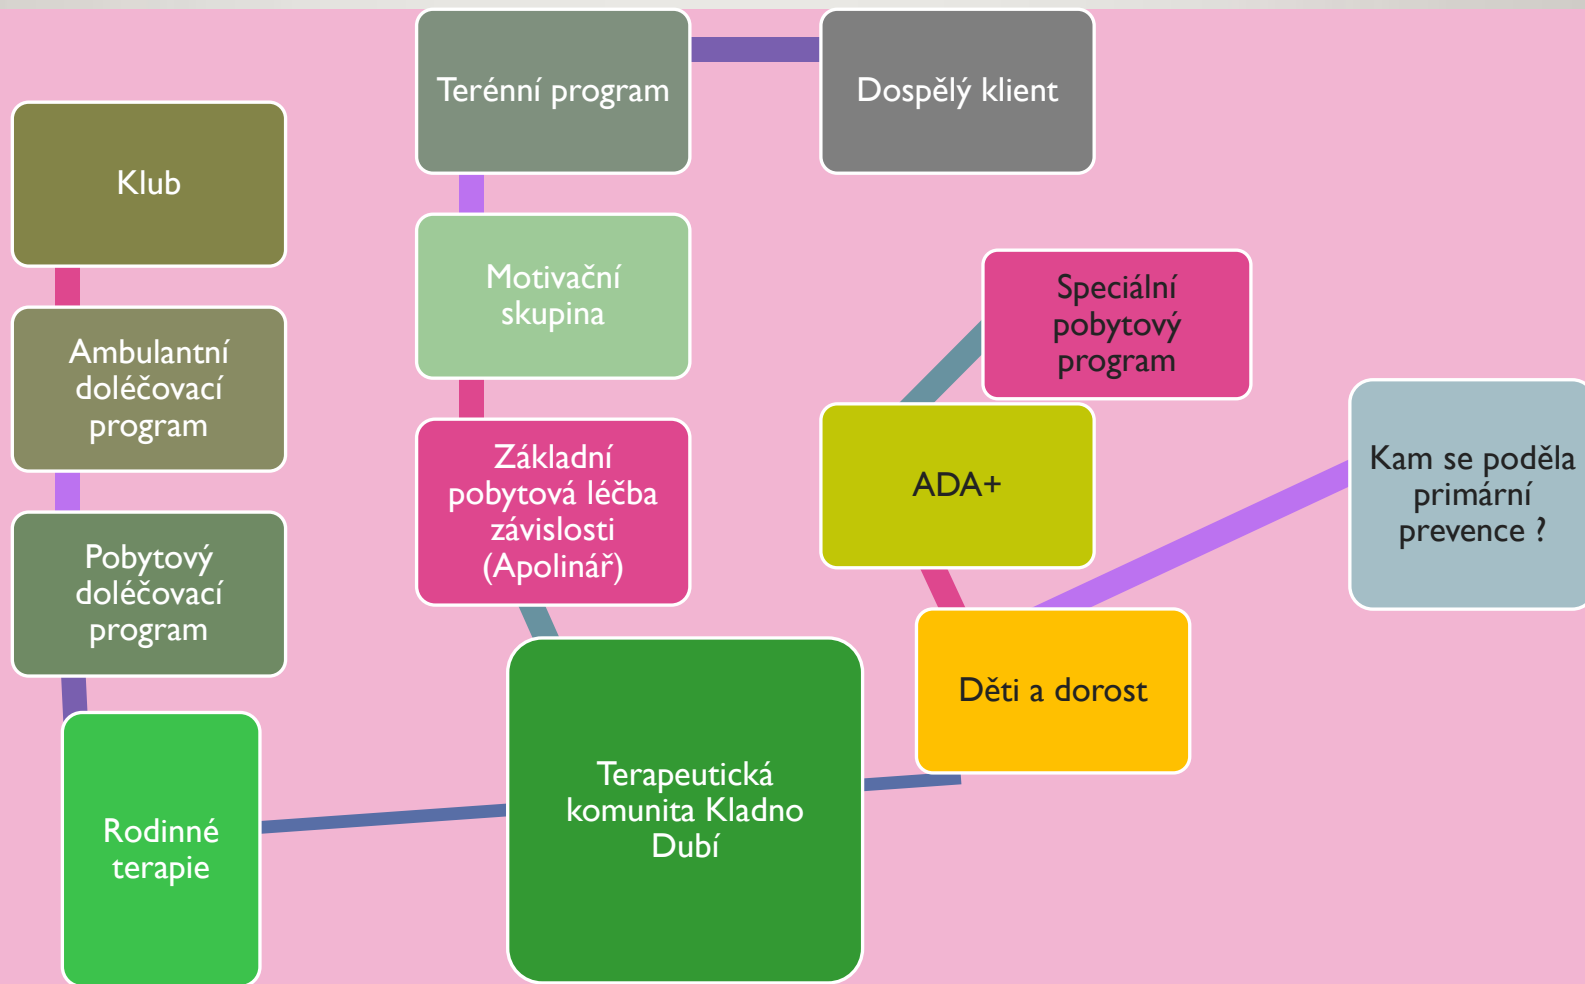 Terénní program
Dospělý klient
Klub
Motivační
skupina
Speciální
pobytový
program
Ambulantní
doléčovací
program
Základní
pobytová léčba
závislosti
(Apolinář)
ADA+
Kam se poděla
primární
prevence ?
Pobytový
doléčovací
program
Děti a dorost
Rodinné
terapie
Terapeutická
komunita Kladno
Dubí